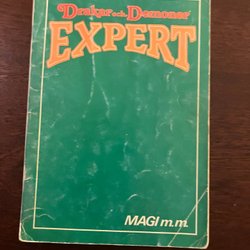 Drakar och Demoner
EXPERT
MAGI m.m.